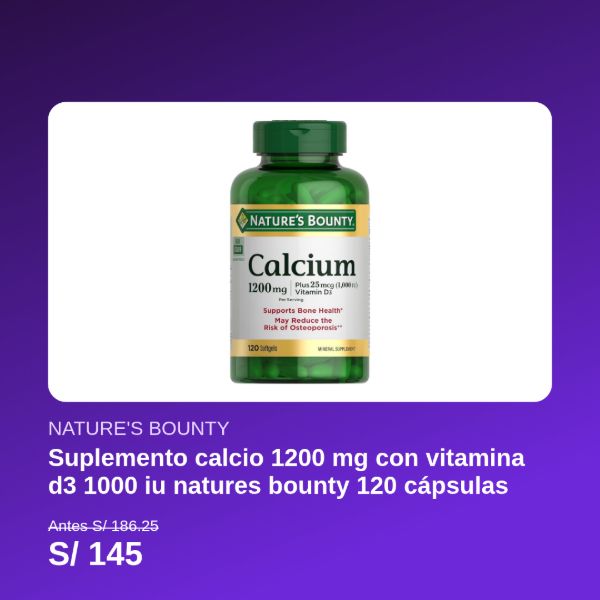 NATURE'S BOUNTY
Calcium
1200 mg Plus 25 mcg (1,000 IU)
Vitamin D3
Per Serving
Supports Bone Health*
May Reduce the
Risk of Osteoporosis**
120 Softgels MINERAL SUPPLEMENT
NATURE'S BOUNTY
Suplemento calcio 1200 mg con vitamina
d3 1000 iu natures bounty 120 cápsulas
Antes S/ 186.25
S/ 145